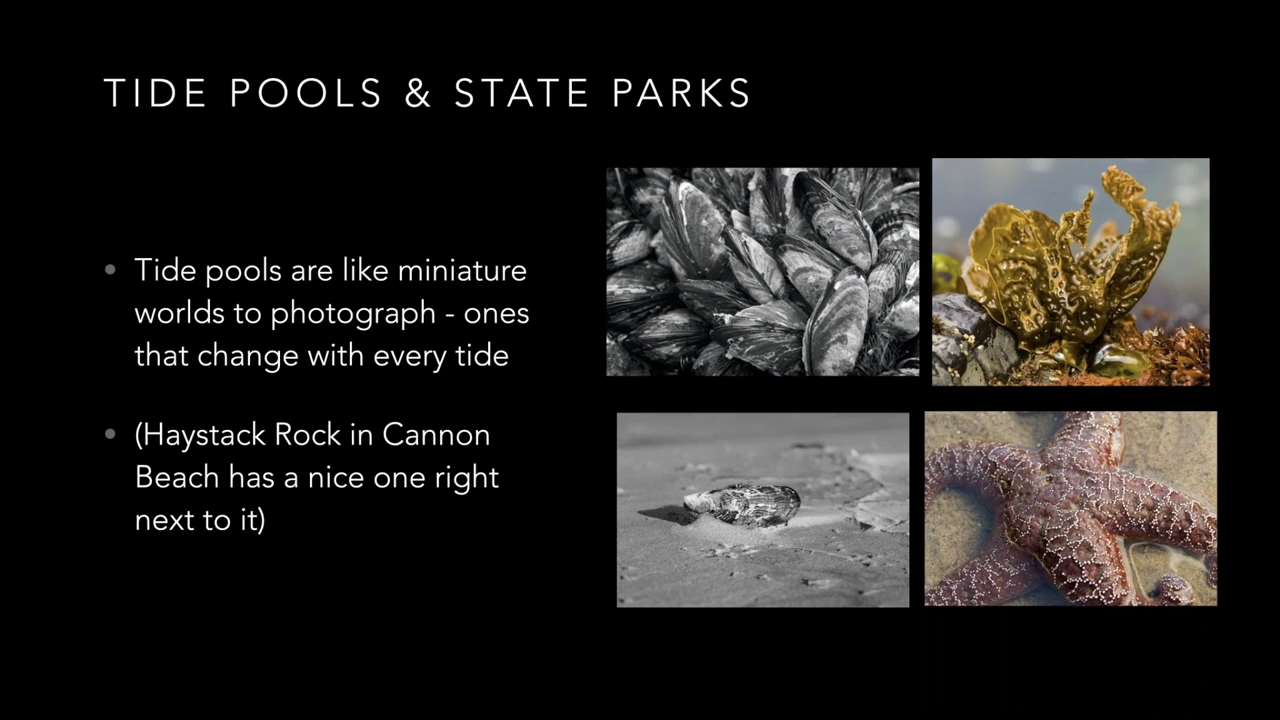 TIDE POOLS & STATE PARKS
Tide pools are like miniature
worlds to photograph - ones
that change with every tide
(Haystack Rock in Cannon
Beach has a nice one right
next to it)